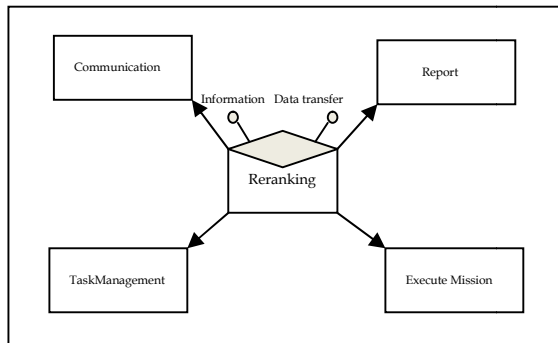 Communication
Report
Information
Data transfer
Reranking
TaskManagement
Execute Mission